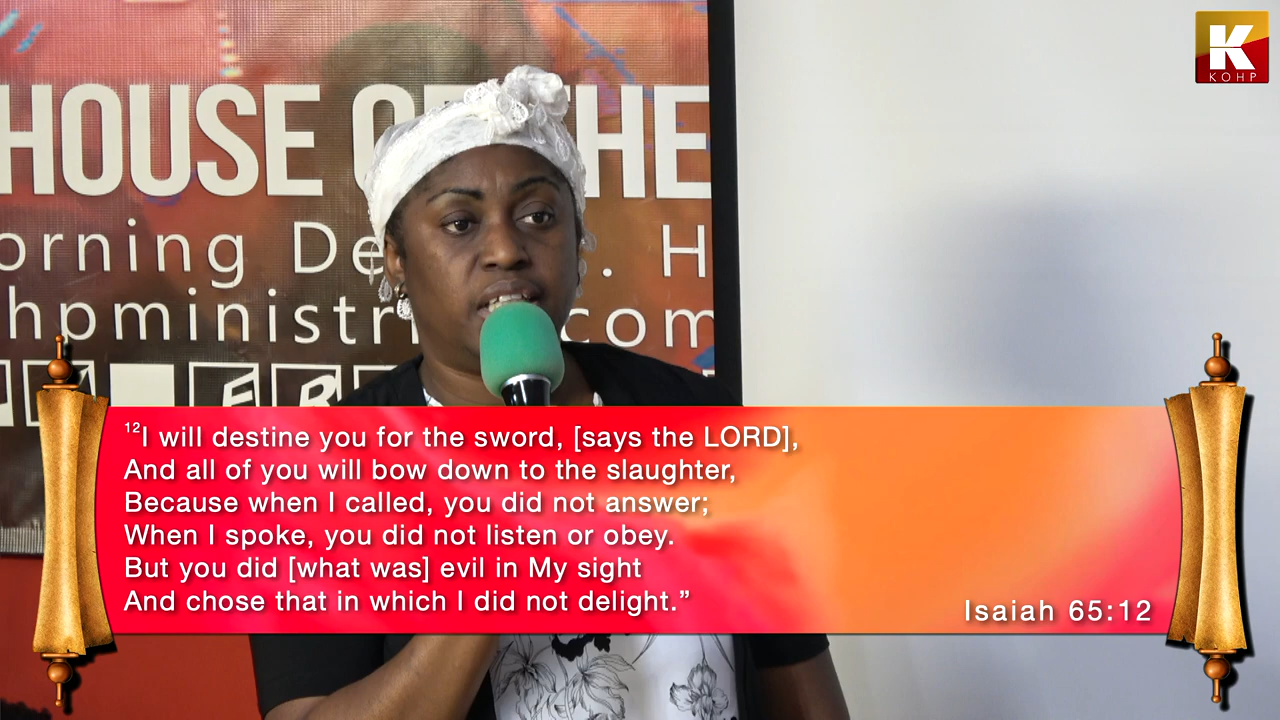 K
KOHP
HOUSE OF THE
orning De . H
hpministr com
¹²I will destine you for the sword, [says the LORD],
And all of you will bow down to the slaughter,
Because when I called, you did not answer;
When I spoke, you did not listen or obey.
But you did [what was] evil in My sight
And chose that in which I did not delight.”
Isaiah 65:12